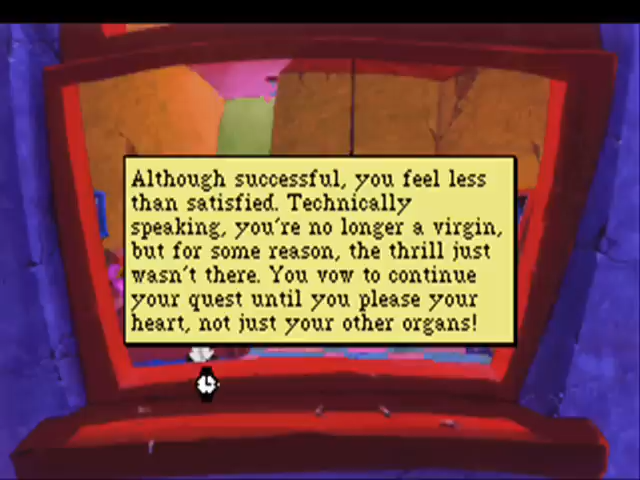 Although successful, you feel less
than satisfied. Technically
speaking, you're no longer a virgin,
but for some reason, the thrill just
wasn't there. You vow to continue
your quest until you please your
heart, not just your other organs!